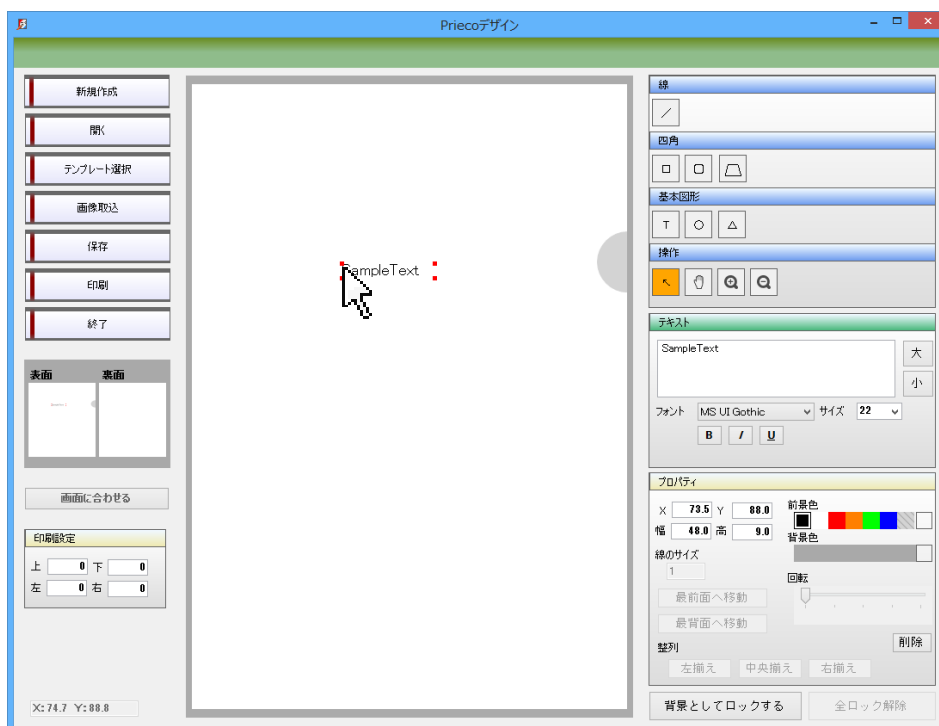 Priecoデザイン
新規作成
開く
テンプレート選択
画像取込
保存
印刷
終了
表面 裏面
画面に合わせる
印刷設定
上 0 下 0
左 0 右 0
X:74.7 Y:88.8
SampleText
線
四角
基本図形
T
操作
テキスト
SampleText
大
小
フォント MS UI Gothic サイズ 22
B I U
プロパティ
X 73.5 Y 88.0
幅 48.0 高 9.0
線のサイズ
1
最前面へ移動
最背面へ移動
前景色
背景色
回転
削除
整列
左揃え 中央揃え 右揃え
背景としてロックする 全ロック解除